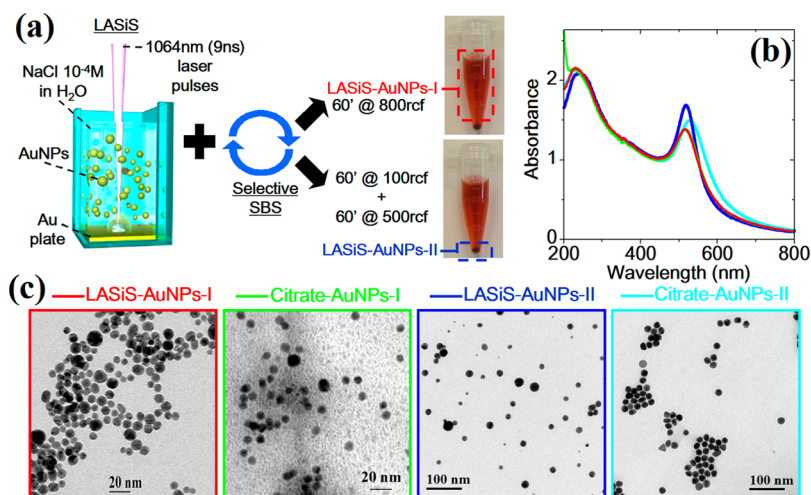 (a)
LASiS
1064nm (9ns)
laser
pulses
NaCl 10⁻⁴M
in H₂O
AuNPs
Au
plate
Selective
SBS
LASiS-AuNPs-I
60' @ 800rcf
60' @ 100rcf
+
60' @ 500rcf
LASiS-AuNPs-II
(b)
Absorbance
2
1
0
200
400
600
800
Wavelength (nm)
(c)
LASiS-AuNPs-I
Citrate-AuNPs-I
LASiS-AuNPs-II
Citrate-AuNPs-II
20 nm
20 nm
100 nm
100 nm